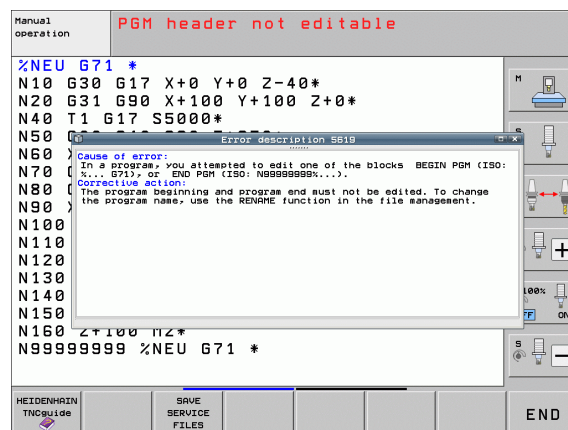 Manual
operation
PGM header not editable
%NEU G71 *
N10 G30 G17 X+0 Y+0 Z-40*
N20 G31 G90 X+100 Y+100 Z+0*
N40 T1 G17 S5000*
N50
Error description 5619
N60
Cause of error:
In a program, you attempted to edit one of the blocks BEGIN PGM (ISO:
%... G71), or END PGM (ISO: N99999999%...).
Corrective action:
The program beginning and program end must not be edited. To change
the program name, use the RENAME function in the file management.
N70
N80
N90
N100
N110
N120
N130
N140
N150
N160 Z+100 M2*
N99999999 %NEU G71 *
M
S
100%
OFF ON
S
HEIDENHAIN
TNCguide
SAVE
SERVICE
FILES
END